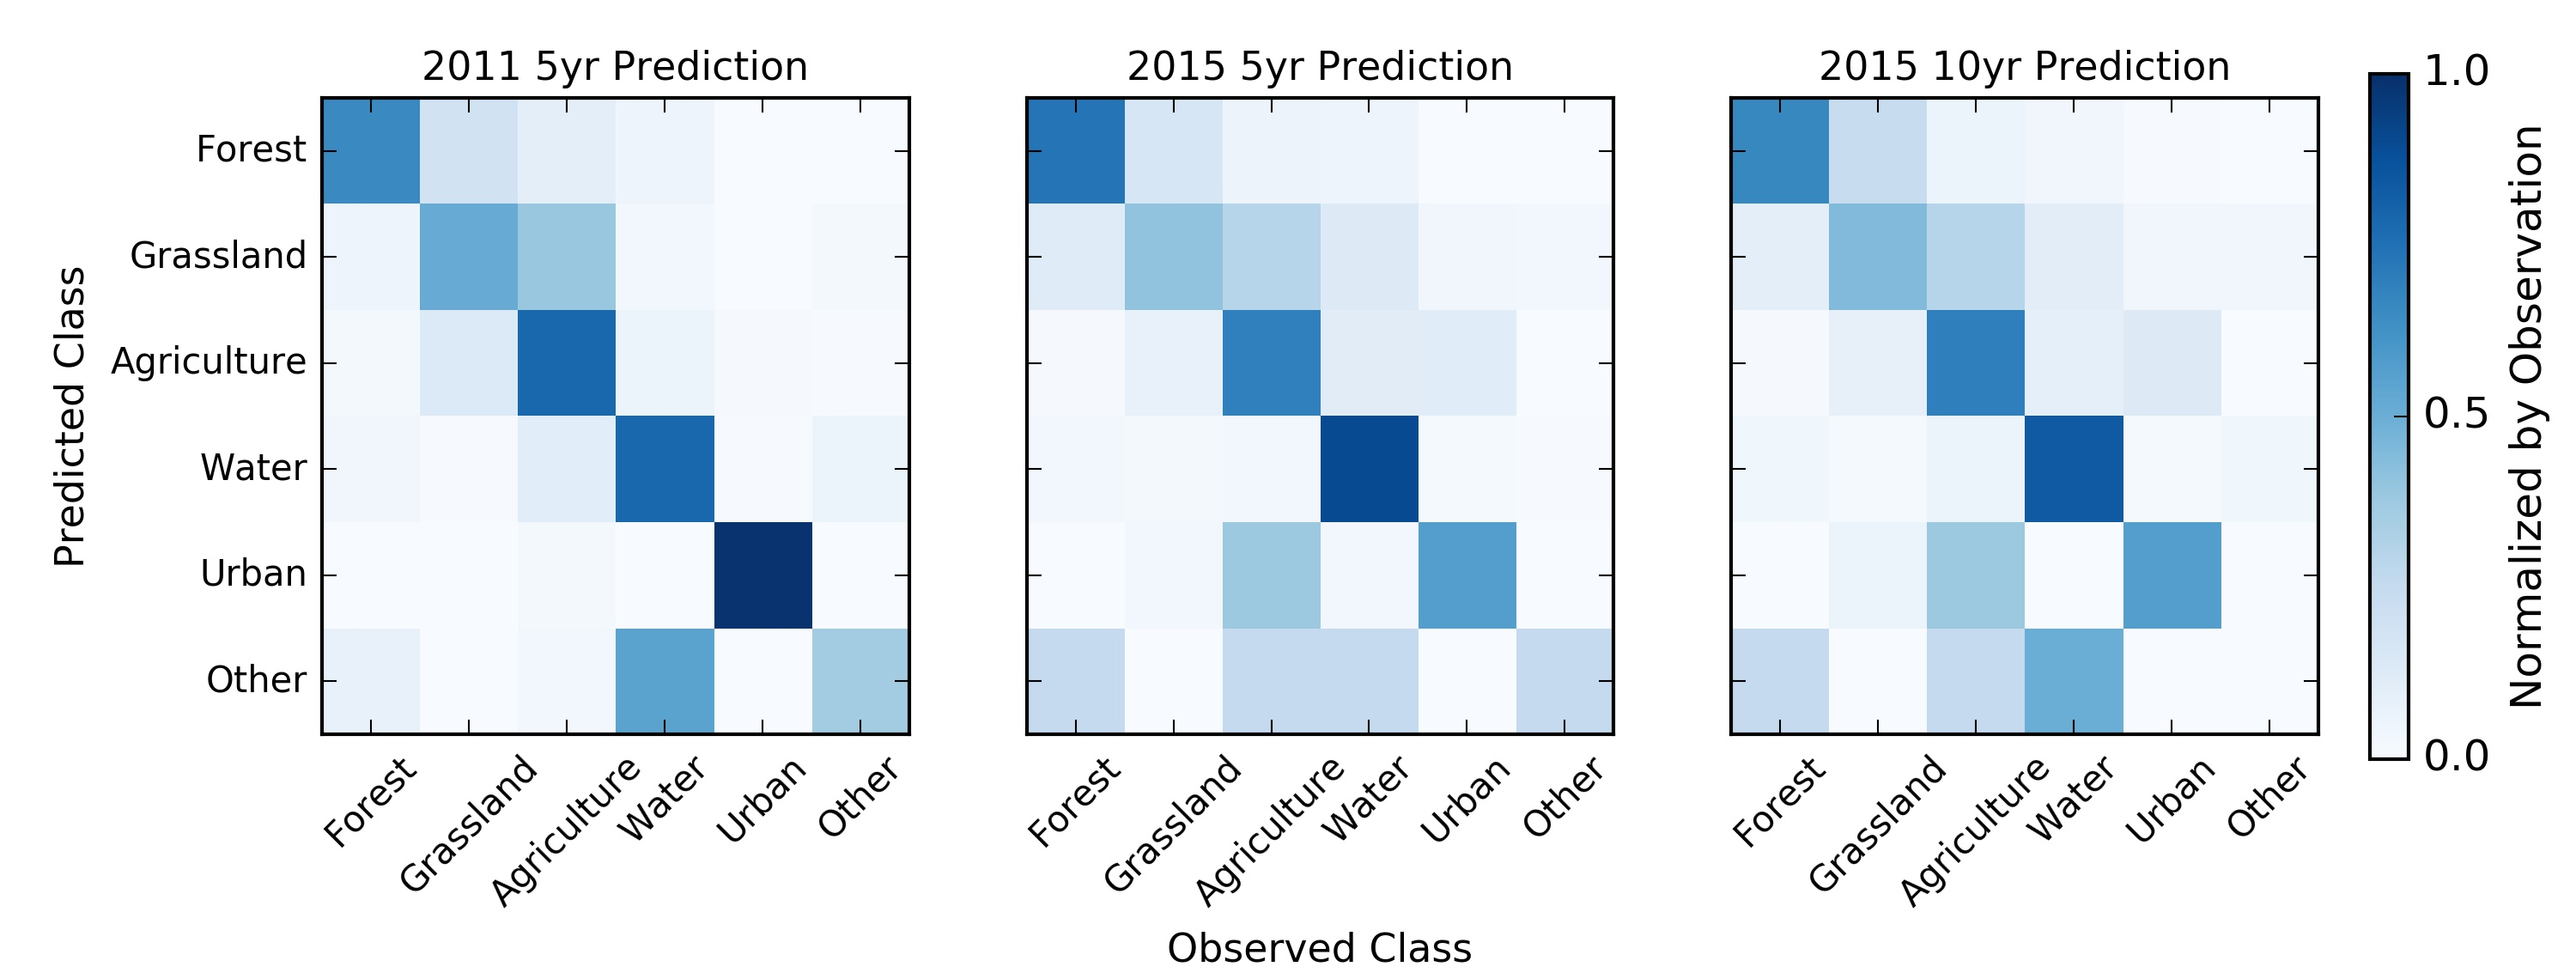 2011 5yr Prediction
2015 5yr Prediction
2015 10yr Prediction
Predicted Class
Forest
Grassland
Agriculture
Water
Urban
Other
Forest
Grassland
Agriculture
Water
Urban
Other
Forest
Grassland
Agriculture
Water
Urban
Other
Forest
Grassland
Agriculture
Water
Urban
Other
Observed Class
1.0
0.5
0.0
Normalized by Observation